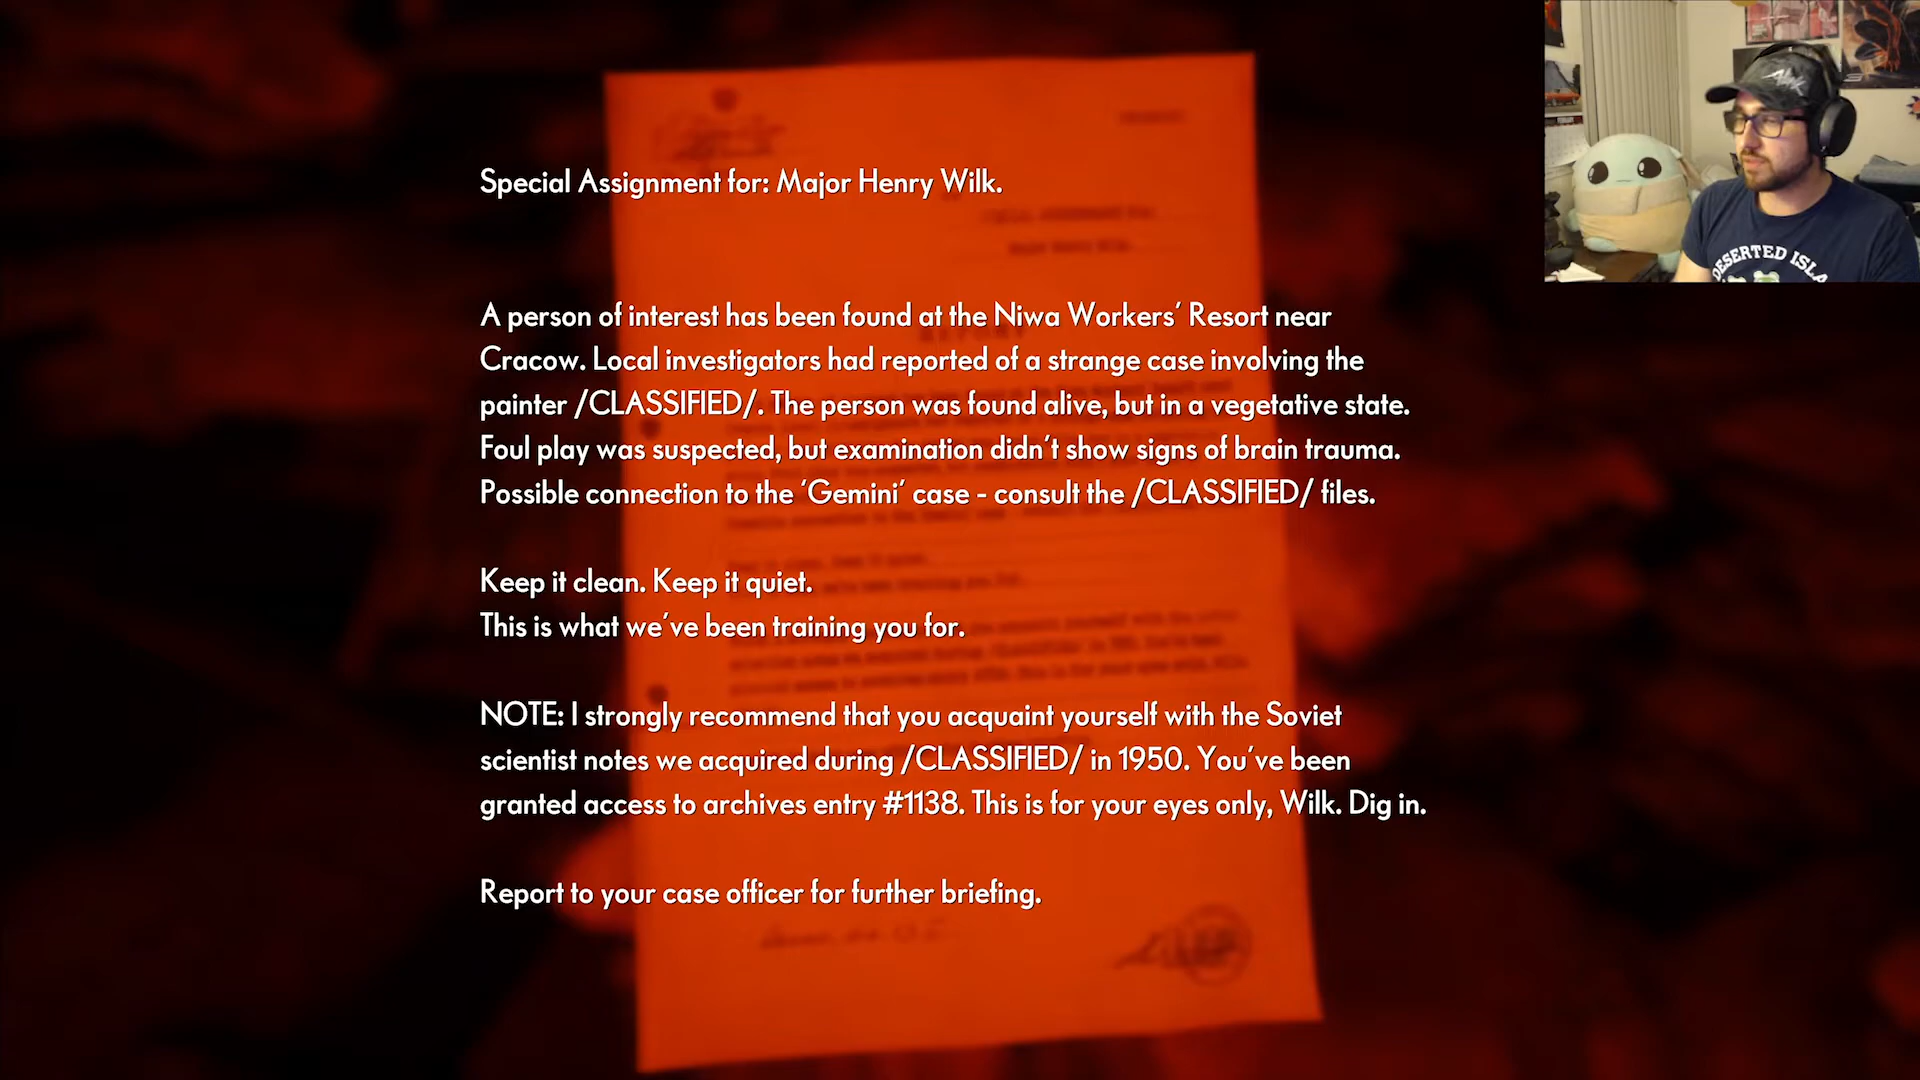 Special Assignment for: Major Henry Wilk.
A person of interest has been found at the Niwa Workers' Resort near
Cracow. Local investigators had reported of a strange case involving the
painter /CLASSIFIED/. The person was found alive, but in a vegetative state.
Foul play was suspected, but examination didn't show signs of brain trauma.
Possible connection to the 'Gemini' case - consult the /CLASSIFIED/ files.
Keep it clean. Keep it quiet.
This is what we've been training you for.
NOTE: I strongly recommend that you acquaint yourself with the Soviet
scientist notes we acquired during /CLASSIFIED/ in 1950. You've been
granted access to archives entry #1138. This is for your eyes only, Wilk. Dig in.
Report to your case officer for further briefing.
DESERTED